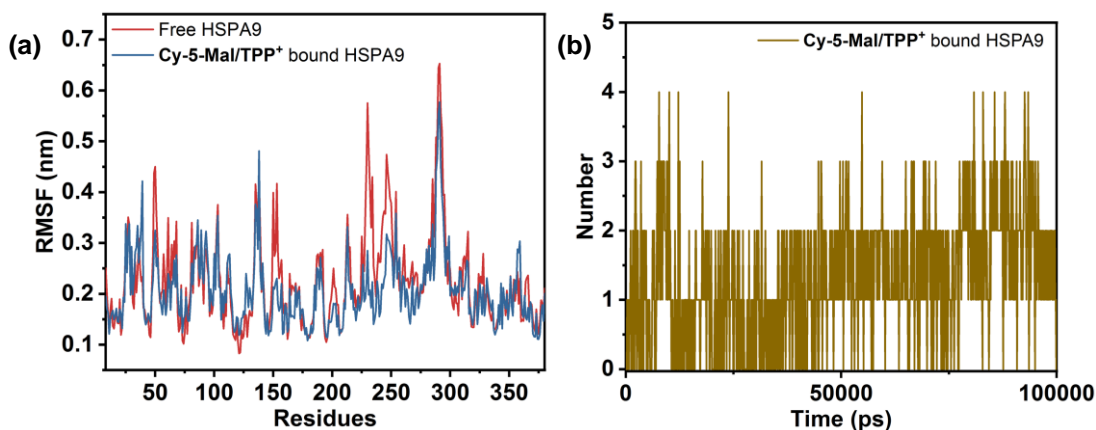 (a)
Free HSPA9
Cy-5-Mal/TPP⁺ bound HSPA9
RMSF (nm)
0.7
0.6
0.5
0.4
0.3
0.2
0.1
50 100 150 200 250 300 350
Residues
(b)
Cy-5-Mal/TPP⁺ bound HSPA9
Number
5
4
3
2
1
0
0 50000 100000
Time (ps)